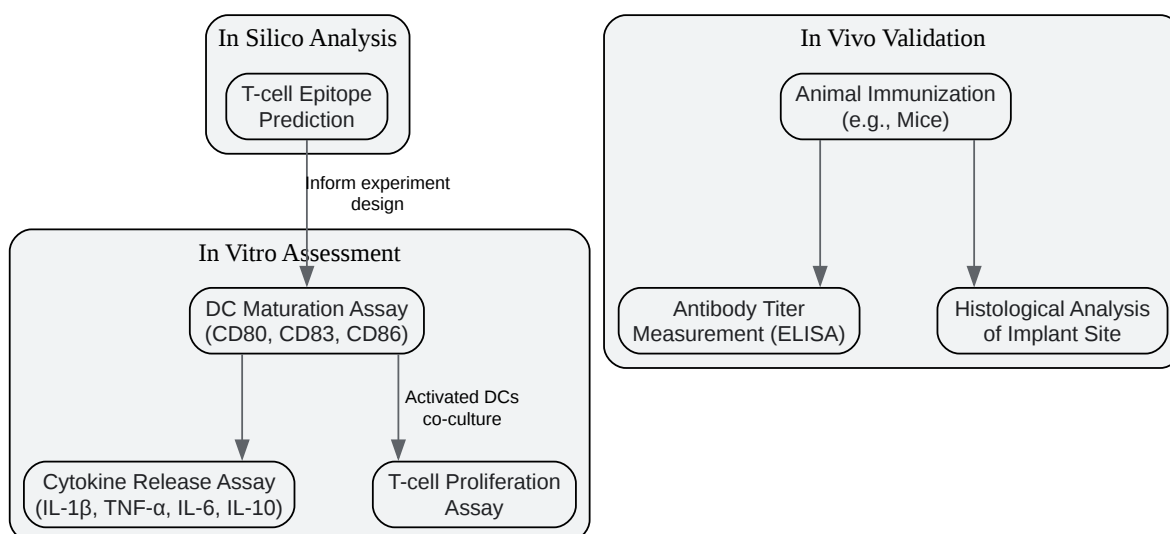 In Silico Analysis
T-cell Epitope
Prediction
Inform experiment
design
In Vitro Assessment
DC Maturation Assay
(CD80, CD83, CD86)
Activated DCs
co-culture
Cytokine Release Assay
(IL-1β, TNF-α, IL-6, IL-10)
T-cell Proliferation
Assay
In Vivo Validation
Animal Immunization
(e.g., Mice)
Antibody Titer
Measurement (ELISA)
Histological Analysis
of Implant Site